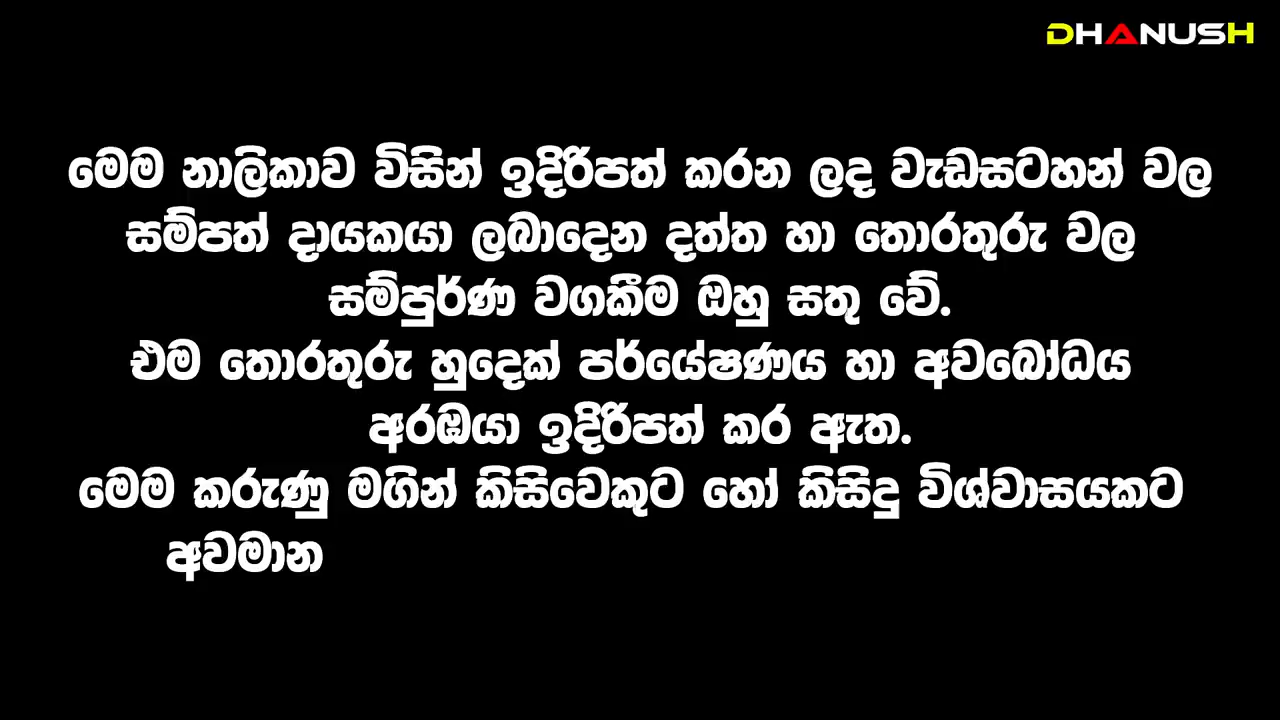 DHANUSH
මෙම නාලිකාව විසින් ඉදිරිපත් කරන ලද වැඩසටහන් වල
සම්පත් දායකයා ලබාදෙන දත්ත හා තොරතුරු වල
සම්පුර්ණ වගකීම ඔහු සතු වේ.
එම තොරතුරු හුදෙක් පර්යේෂණය හා අවබෝධය
අරඹයා ඉදිරිපත් කර ඇත.
මෙම කරුණු මගින් කිසිවෙකුට හෝ කිසිදු විශ්වාසයකට
අවමාන